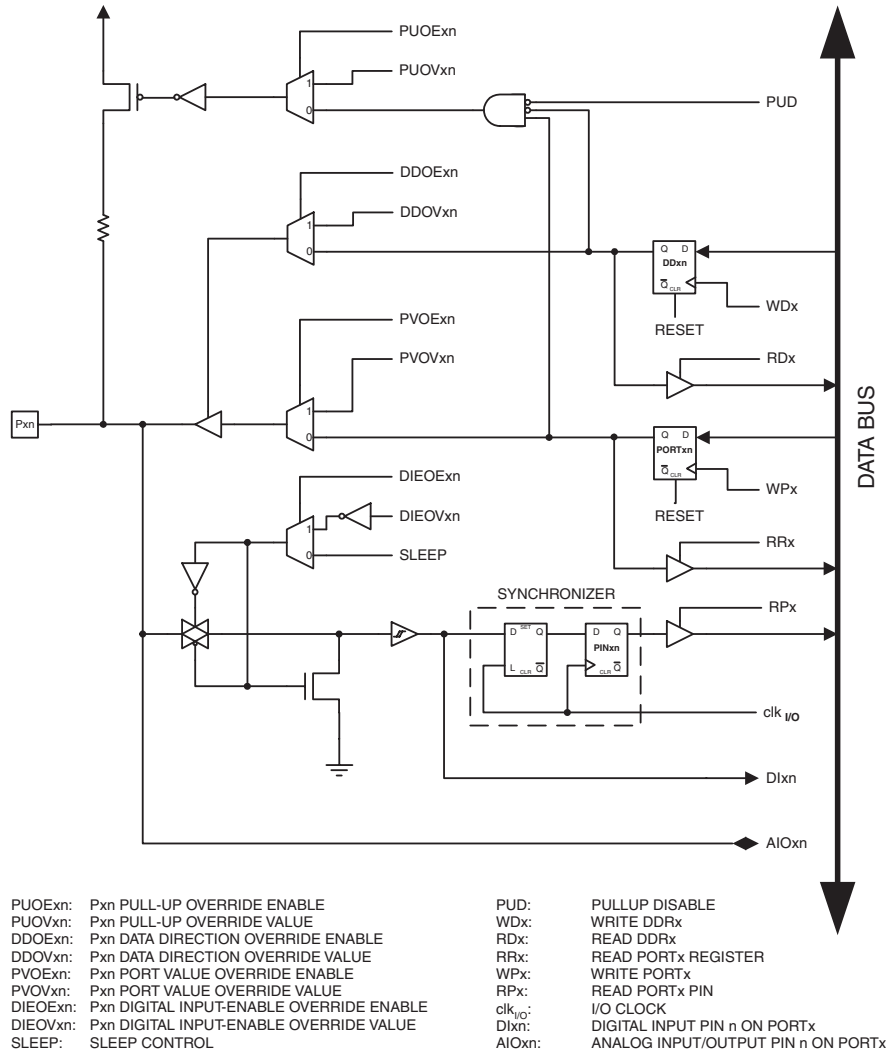 PUOExn
PUOVxn
1
0
PUD
DDOExn
DDOVxn
1
0
Q D
DDxn
Q CLR
WDx
RESET
RDx
PVOExn
PVOVxn
1
0
Pxn
Q D
PORTxn
Q CLR
WPx
RESET
RRx
DATA BUS
DIEOExn
DIEOVxn
1
0
SLEEP
SYNCHRONIZER
RPx
D SET Q
L CLR Q
D Q
PINxn
CLR Q
clk I/O
DIxn
AIOxn
PUOExn: Pxn PULL-UP OVERRIDE ENABLE
PUOVxn: Pxn PULL-UP OVERRIDE VALUE
DDOExn: Pxn DATA DIRECTION OVERRIDE ENABLE
DDOVxn: Pxn DATA DIRECTION OVERRIDE VALUE
PVOExn: Pxn PORT VALUE OVERRIDE ENABLE
PVOVxn: Pxn PORT VALUE OVERRIDE VALUE
DIEOExn: Pxn DIGITAL INPUT-ENABLE OVERRIDE ENABLE
DIEOVxn: Pxn DIGITAL INPUT-ENABLE OVERRIDE VALUE
SLEEP: SLEEP CONTROL
PUD: PULLUP DISABLE
WDx: WRITE DDRx
RDx: READ DDRx
RRx: READ PORTx REGISTER
WPx: WRITE PORTx
RPx: READ PORTx PIN
clk I/O: I/O CLOCK
DIxn: DIGITAL INPUT PIN n ON PORTx
AIOxn: ANALOG INPUT/OUTPUT PIN n ON PORTx